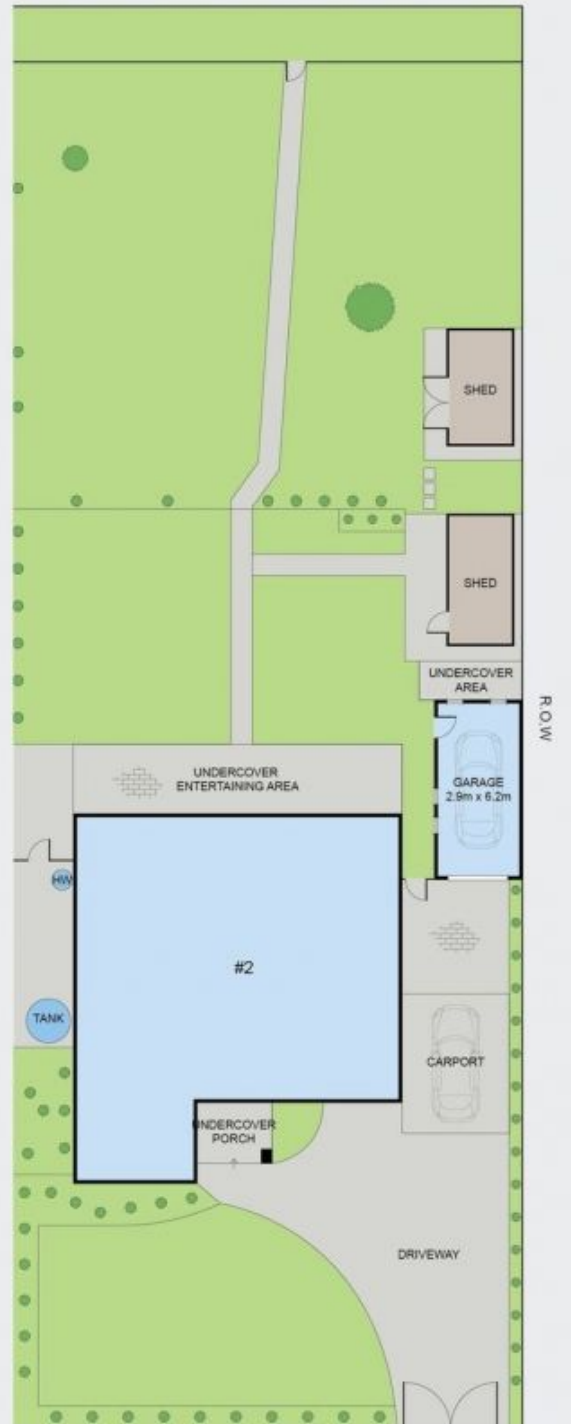 SHED
SHED
UNDERCOVER
AREA
R.O.W
GARAGE
2.9m x 6.2m
UNDERCOVER
ENTERTAINING AREA
HW
#2
TANK
CARPORT
UNDERCOVER
PORCH
DRIVEWAY